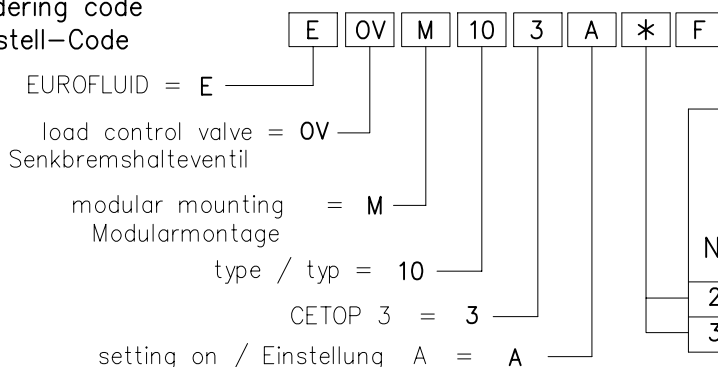 dering code
stell-Code
E OV M 10 3 A * F
EUROFLUID = E
load control valve = OV
Senkbremshalteventil
modular mounting = M
Modularmontage
N
type / typ = 10
2
CETOP 3 = 3
3
setting on / Einstellung A = A